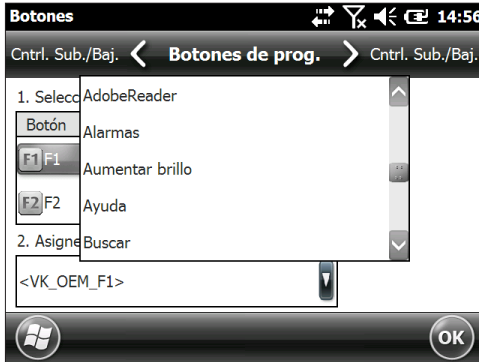 Botones 14:56
Cntrl. Sub./Baj. Botones de prog. Cntrl. Sub./Baj.
1. Selecc
AdobeReader
Botón
Alarmas
F1 F1
Aumentar brillo
F2 F2
Ayuda
2. Asigne
Buscar
<VK_OEM_F1>
OK